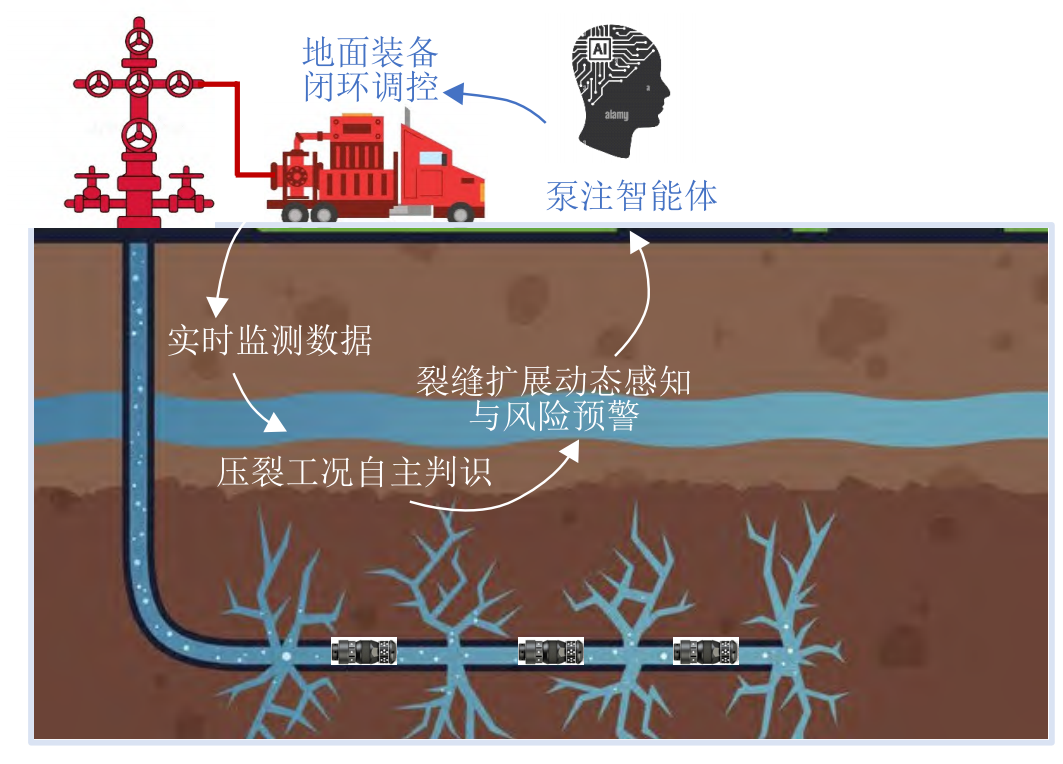 地面装备
闭环调控
AI
a
alamy
泵注智能体
实时监测数据
裂缝扩展动态感知
与风险预警
压裂工况自主判识